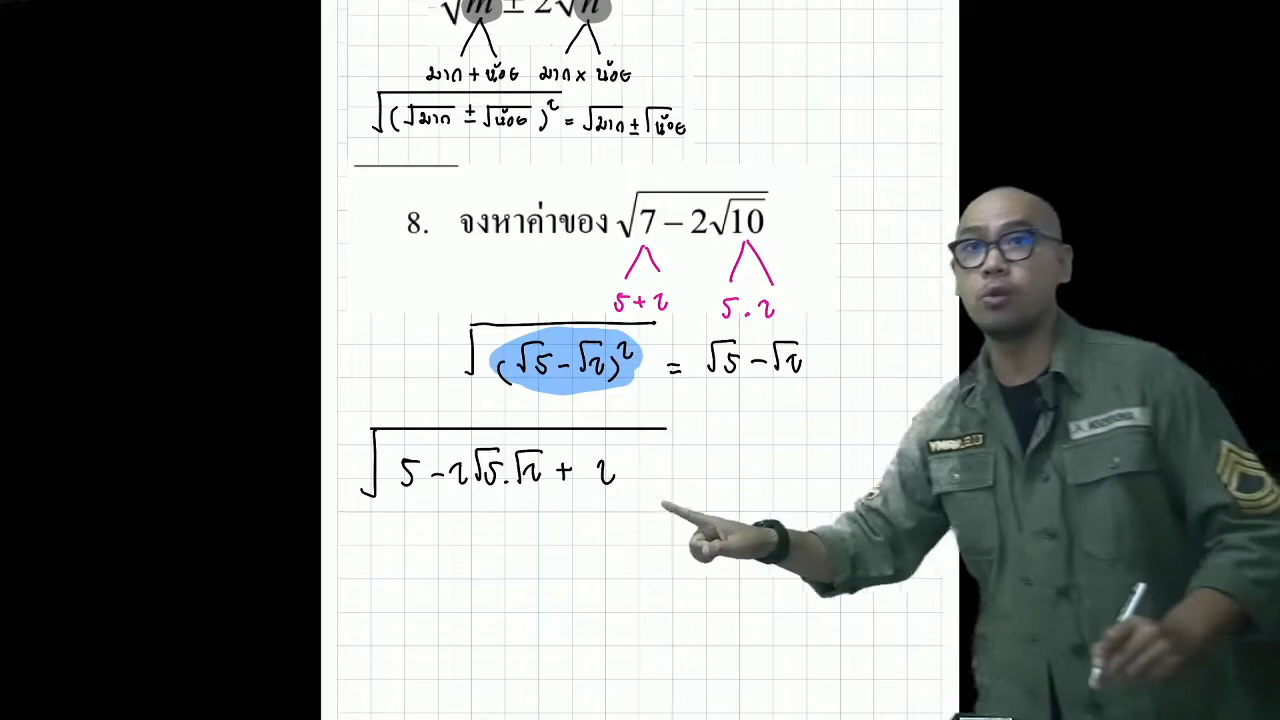 √m ± 2√n
มาก + น้อย มาก × น้อย
√(√มาก ± √น้อย)² = √มาก ± √น้อย
8. จงหาค่าของ √7 – 2√10
5 + 2 5 . 2
√(√5 – √2)² = √5 – √2
√5 – 2√5.√2 + 2